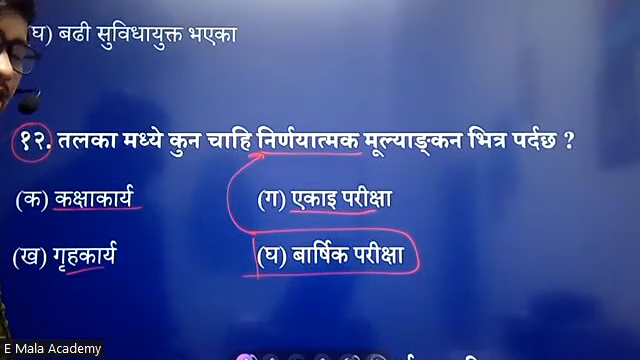 (घ) बढी सुविधायुक्त भएका
१२. तलका मध्ये कुन चाहि निर्णयात्मक मूल्याङ्कन भित्र पर्दछ ?
(क) कक्षाकार्य (ग) एकाइ परीक्षा
(ख) गृहकार्य (घ) बार्षिक परीक्षा
E Mala Academy